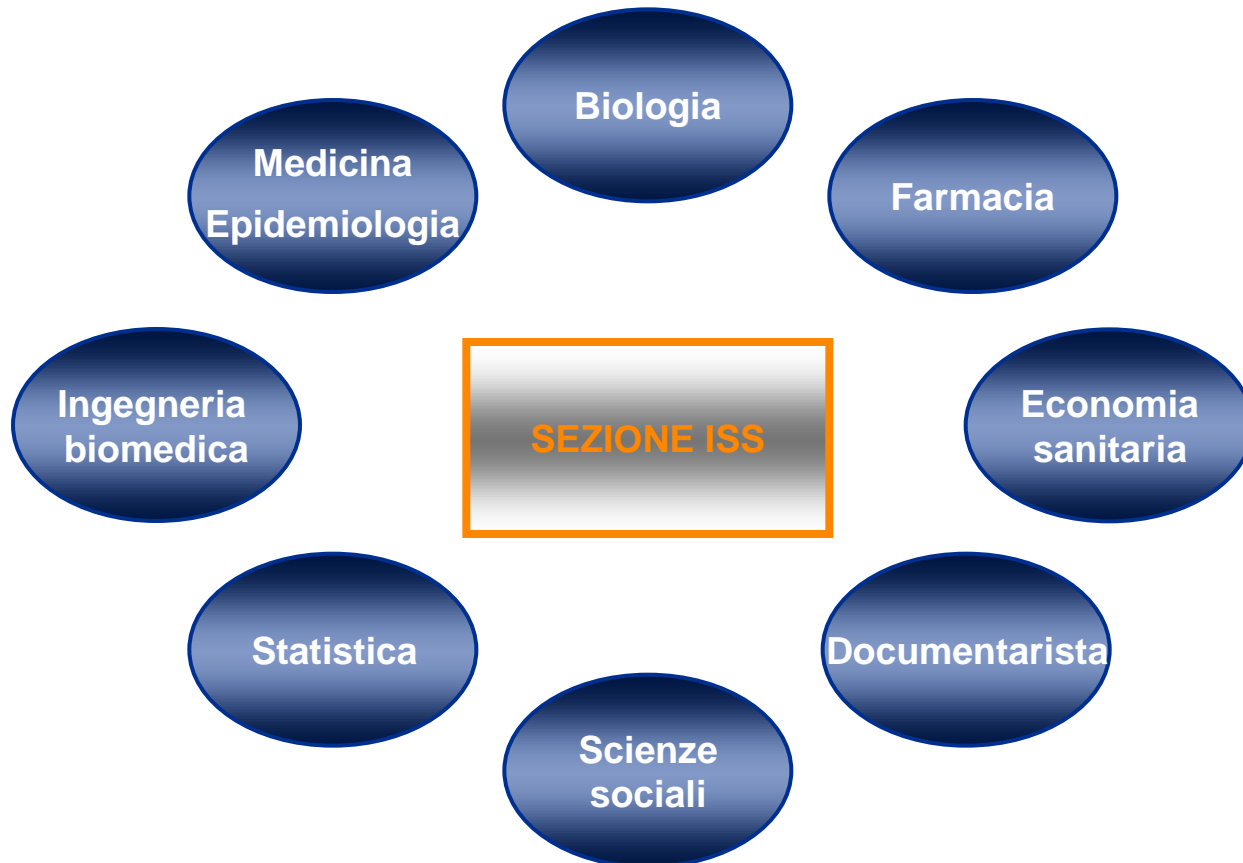 Biologia
Medicina
Epidemiologia
Farmacia
Ingegneria
biomedica
SEZIONE ISS
Economia
sanitaria
Statistica
Documentarista
Scienze
sociali